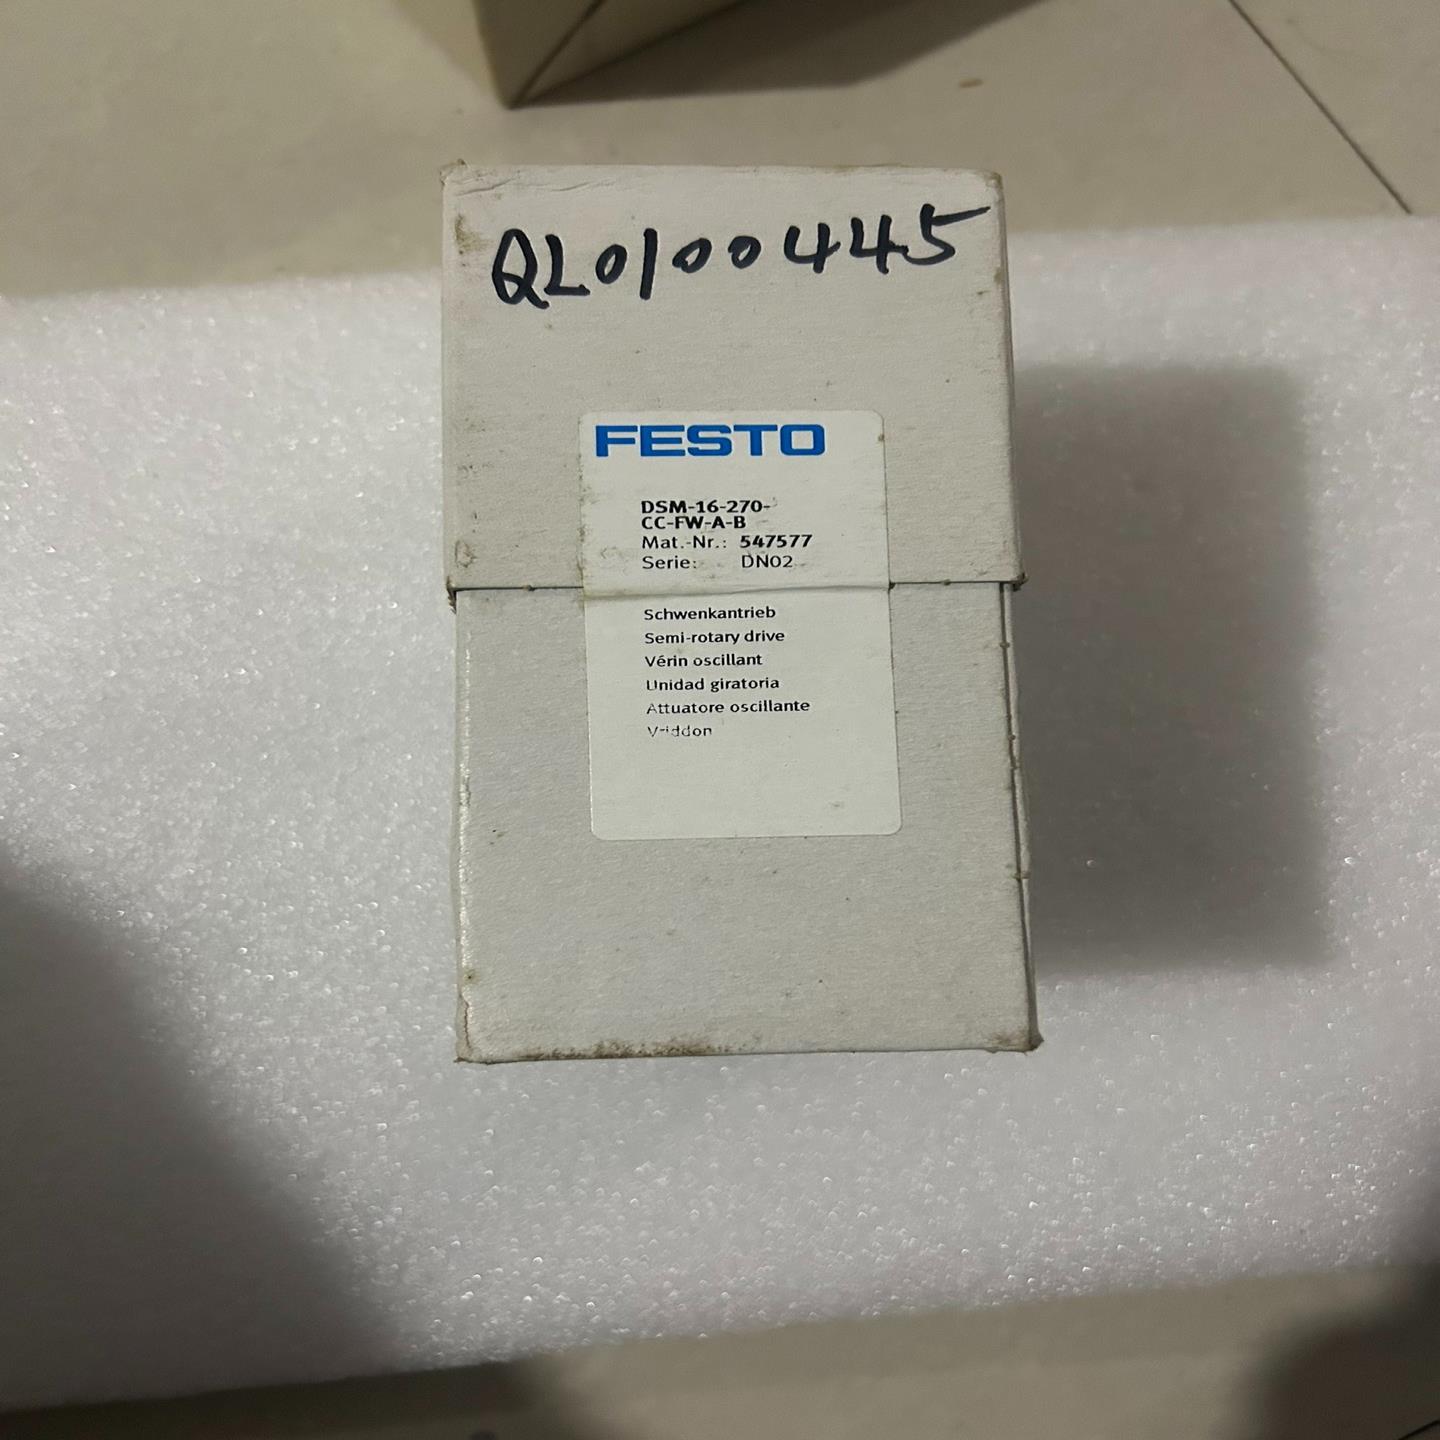 QL0100445
FESTO
DSM-16-270-
CC-FW-A-B
Mat.-Nr.: 547577
Serie: DN02
Schwenkantrieb
Semi-rotary drive
Vérin oscillant
Unidad giratoria
Attuatore oscillante